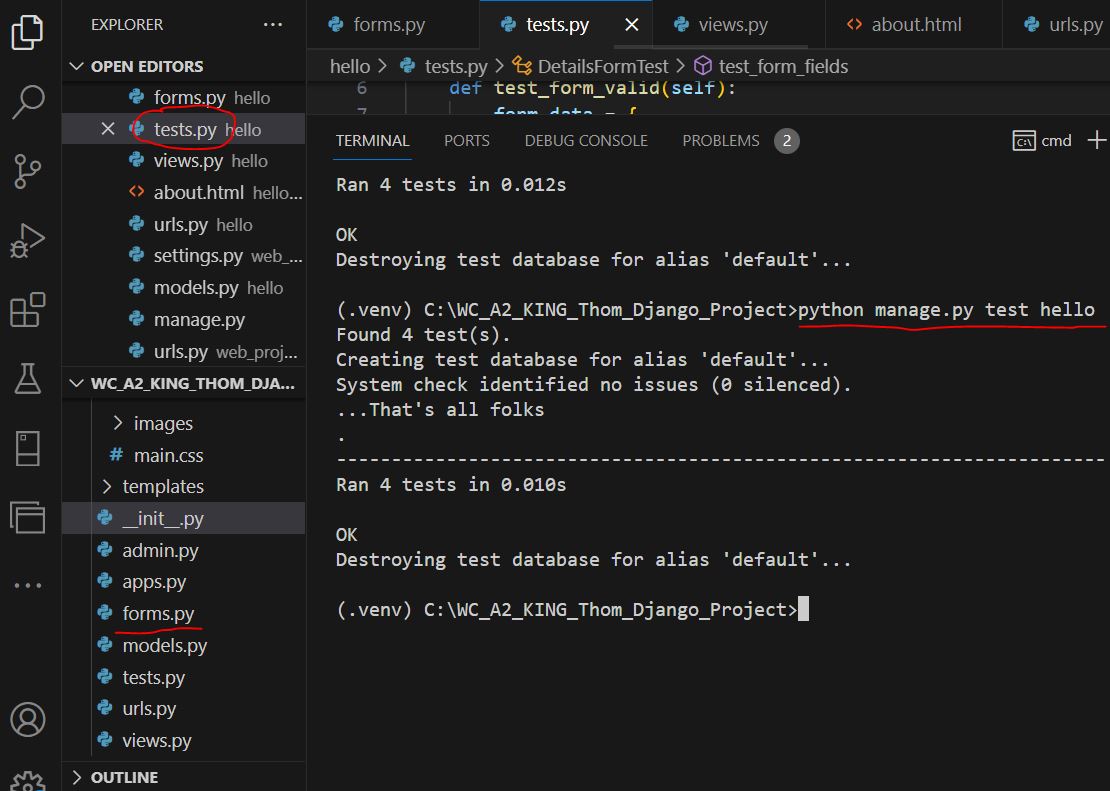 EXPLORER ...
OPEN EDITORS
forms.py hello
tests.py hello
views.py hello
about.html hello...
urls.py hello
settings.py web_...
models.py hello
manage.py
urls.py web_proj...
WC_A2_KING_THOM_DJA...
images
# main.css
templates
__init__.py
admin.py
apps.py
forms.py
models.py
tests.py
urls.py
views.py
OUTLINE
forms.py tests.py views.py about.html urls.py
hello > tests.py > DetailsFormTest > test_form_fields
6 def test_form_valid(self):
7 form_data = {
TERMINAL PORTS DEBUG CONSOLE PROBLEMS 2 cmd
Ran 4 tests in 0.012s
OK
Destroying test database for alias 'default'...
(.venv) C:\WC_A2_KING_Thom_Django_Project>python manage.py test hello
Found 4 test(s).
Creating test database for alias 'default'...
System check identified no issues (0 silenced).
...That's all folks
.
----------------------------------------------------------------------
Ran 4 tests in 0.010s
OK
Destroying test database for alias 'default'...
(.venv) C:\WC_A2_KING_Thom_Django_Project>